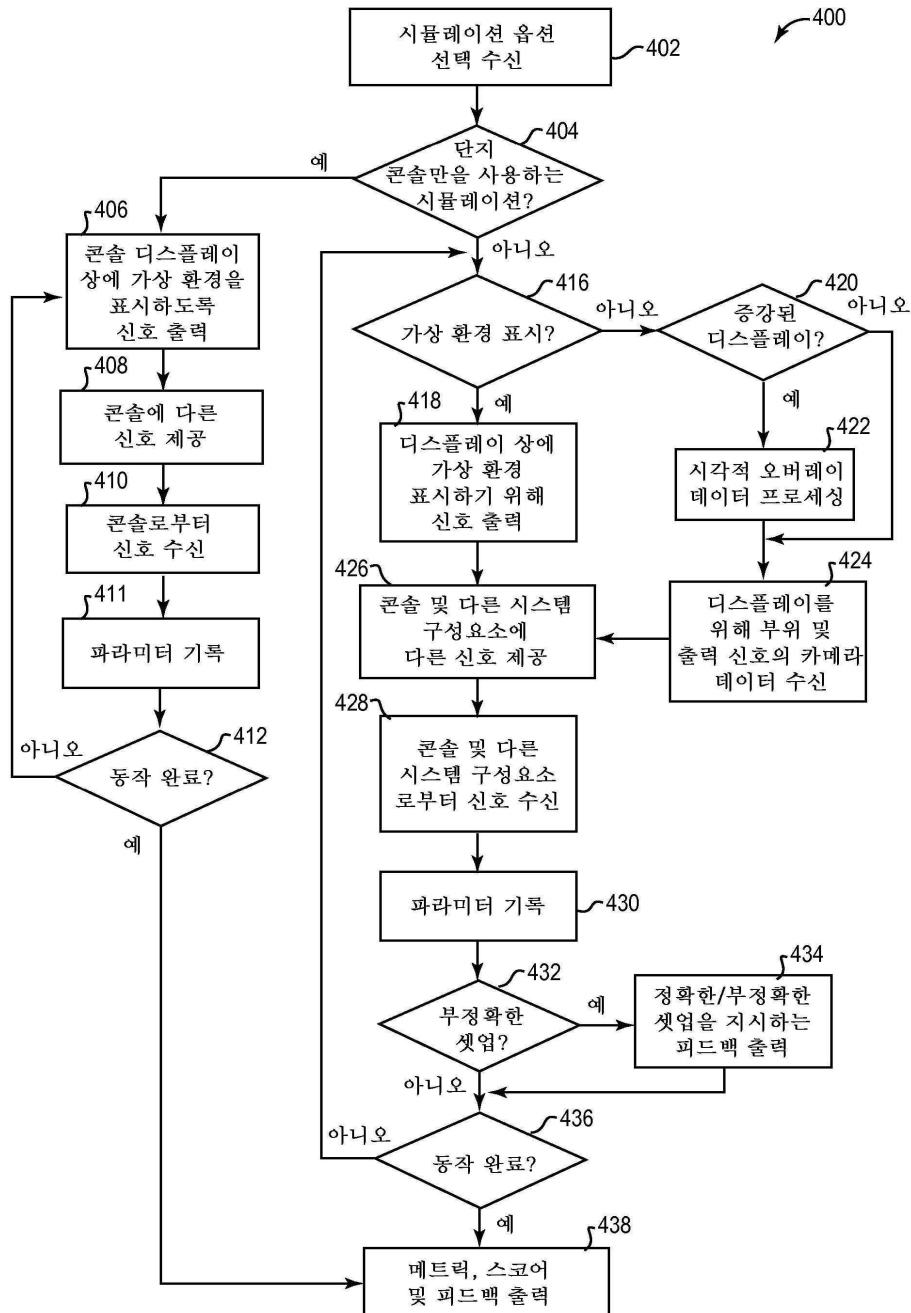 400
시뮬레이션 옵션
선택 수신
402
404
단지
콘솔만을 사용하는
시뮬레이션?
예
아니오
406
콘솔 디스플레이
상에 가상 환경을
표시하도록
신호 출력
408
콘솔에 다른
신호 제공
410
콘솔로부터
신호 수신
411
파라미터 기록
412
동작 완료?
아니오
예
416
가상 환경 표시?
아니오
예
420
증강된
디스플레이?
아니오
예
418
디스플레이 상에
가상 환경
표시하기 위해
신호 출력
422
시각적 오버레이
데이터 프로세싱
424
디스플레이를
위해 부위 및
출력 신호의 카메라
데이터 수신
426
콘솔 및 다른 시스템
구성요소에
다른 신호 제공
428
콘솔 및 다른
시스템 구성요소
로부터 신호 수신
파라미터 기록
430
432
부정확한
셋업?
예
아니오
434
정확한/부정확한
셋업을 지시하는
피드백 출력
436
동작 완료?
아니오
예
438
메트릭, 스코어
및 피드백 출력